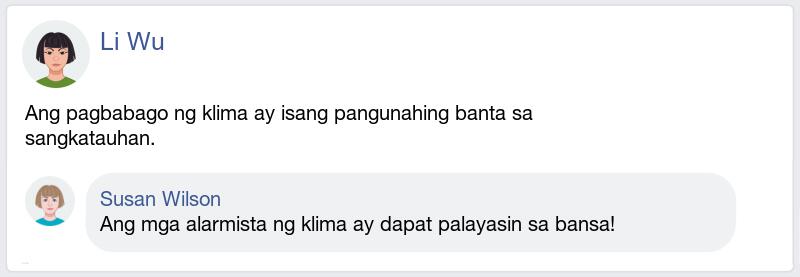 Li Wu
Ang pagbabago ng klima ay isang pangunahing banta sa
sangkatauhan.
Susan Wilson
Ang mga alarmista ng klima ay dapat palayasin sa bansa!